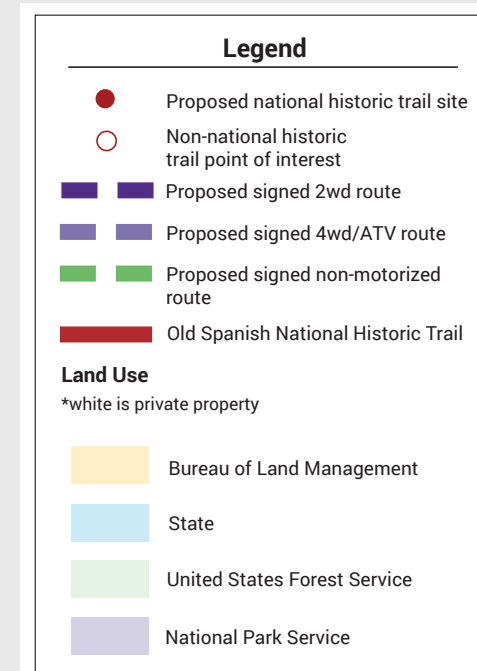 Legend
Proposed national historic trail site
Non-national historic
trail point of interest
Proposed signed 2wd route
Proposed signed 4wd/ATV route
Proposed signed non-motorized
route
Old Spanish National Historic Trail
Land Use
*white is private property
Bureau of Land Management
State
United States Forest Service
National Park Service